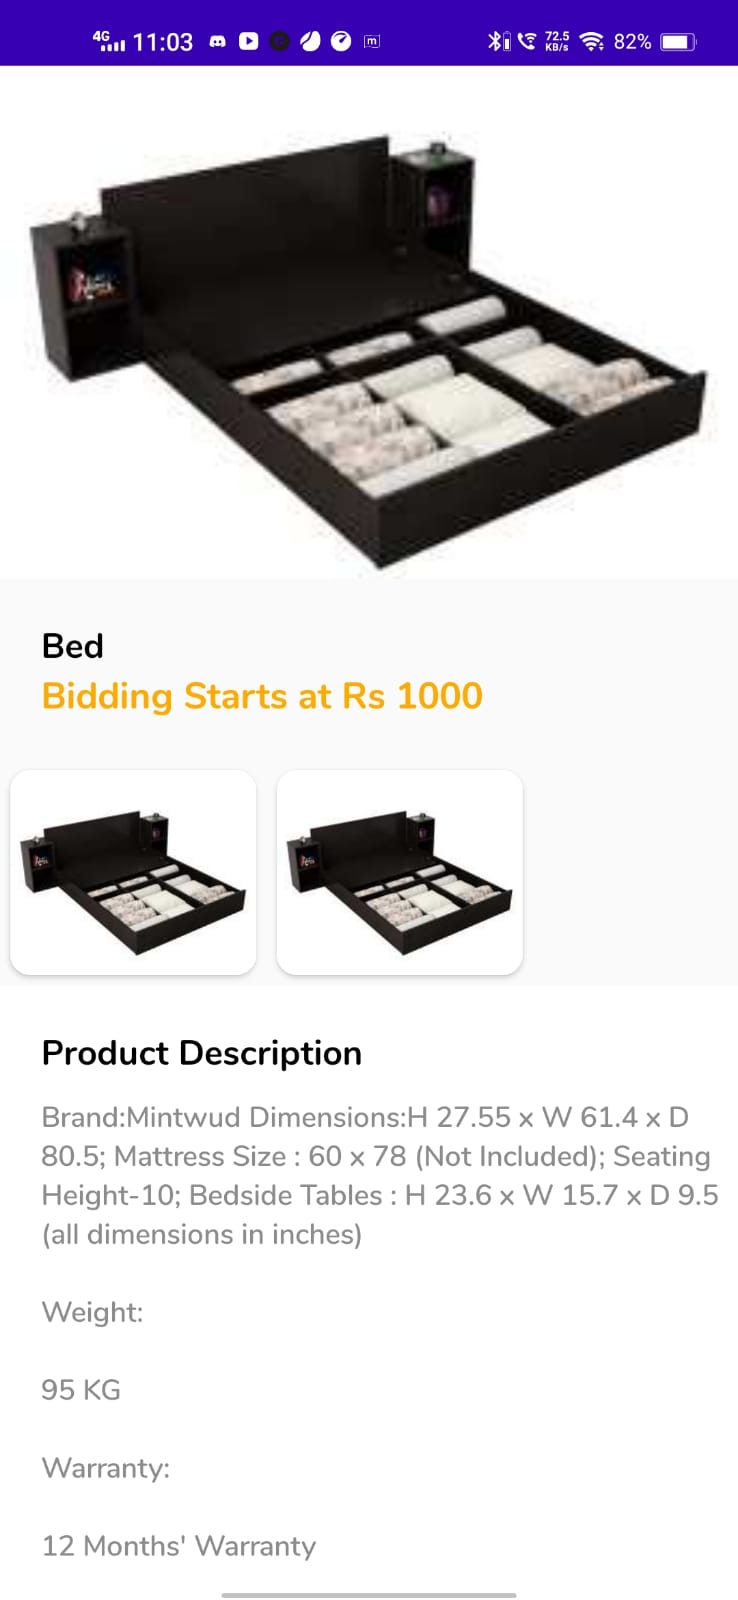 4G 11:03 72.5 KB/s 82%
Bed
Bidding Starts at Rs 1000
Product Description
Brand:Mintwud Dimensions:H 27.55 x W 61.4 x D
80.5; Mattress Size : 60 x 78 (Not Included); Seating
Height-10; Bedside Tables : H 23.6 x W 15.7 x D 9.5
(all dimensions in inches)
Weight:
95 KG
Warranty:
12 Months' Warranty